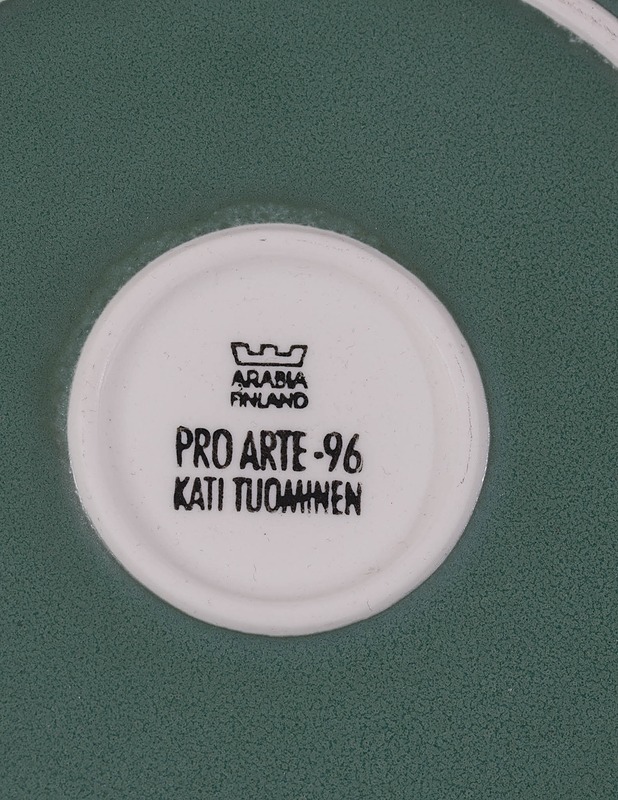 ARABIA
FINLAND
PRO ARTE -96
KATI TUOMINEN